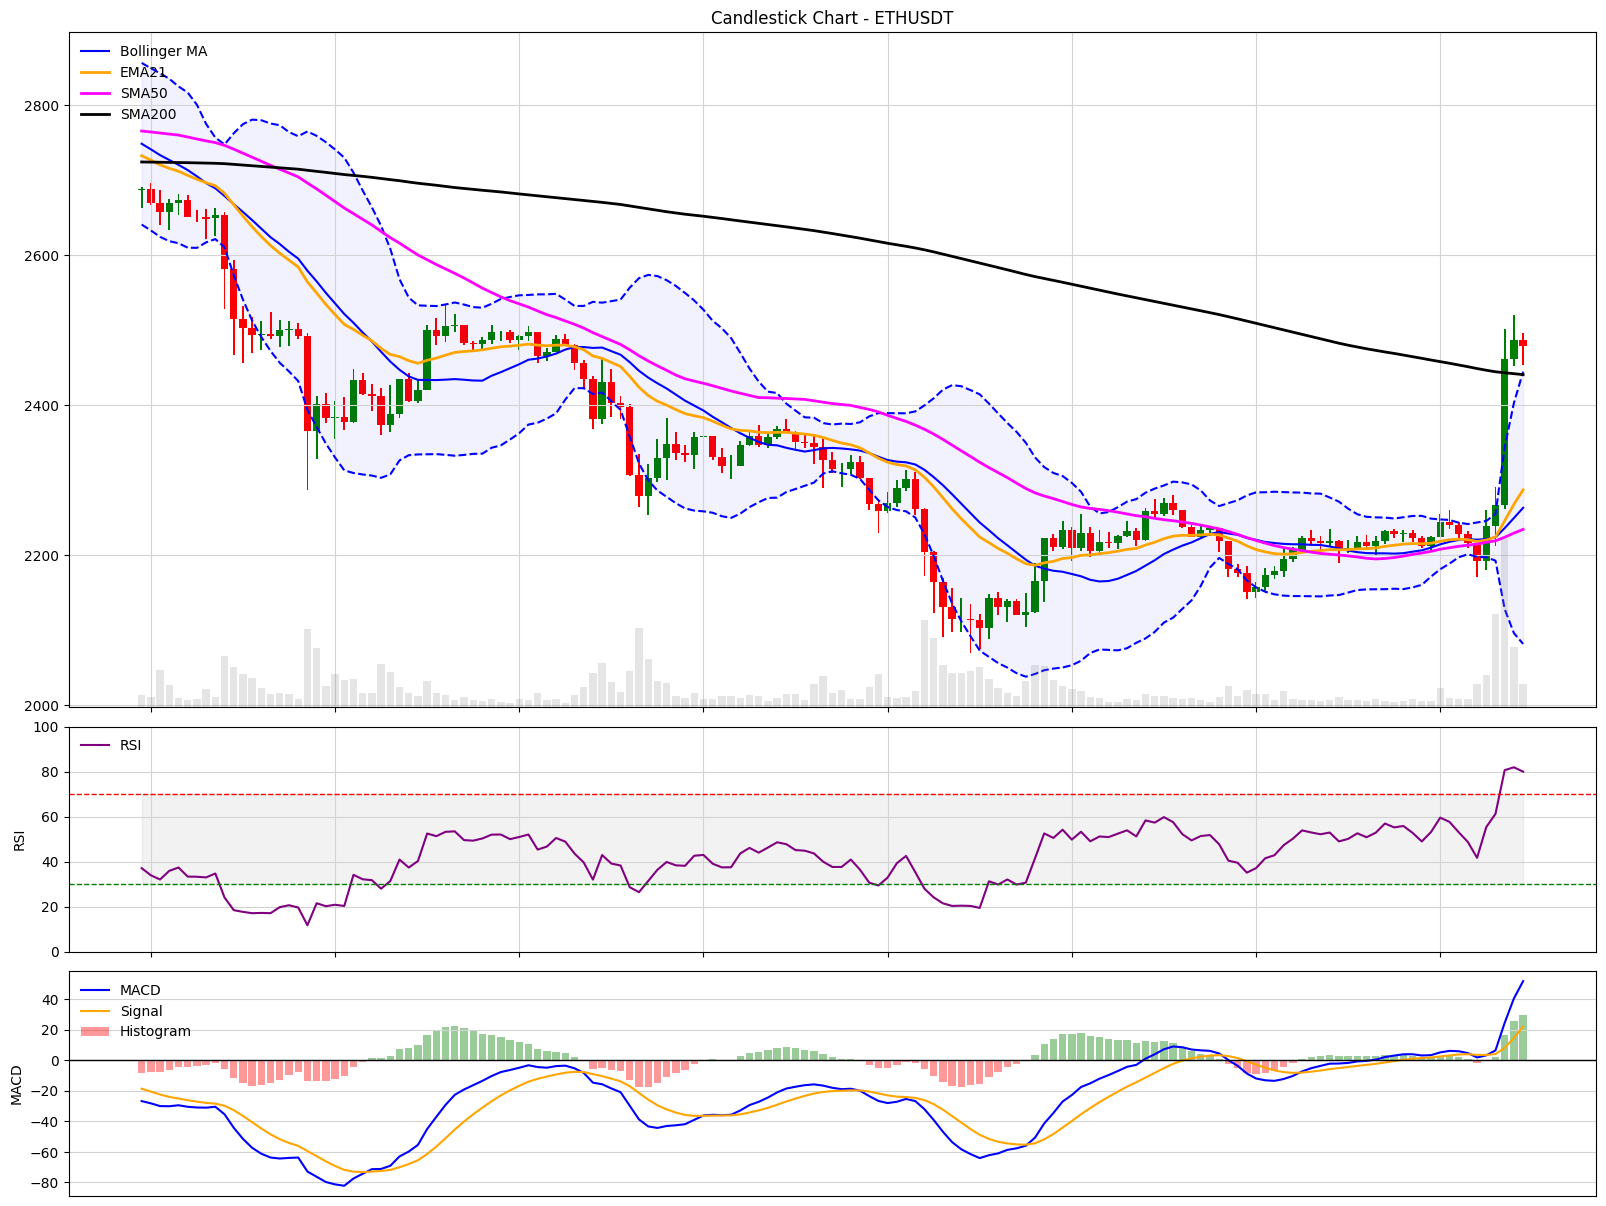 Candlestick Chart - ETHUSDT
Bollinger MA
EMA21
SMA50
SMA200
2800
2600
2400
2200
2000
RSI
RSI
100
80
60
40
20
0
MACD
Signal
Histogram
MACD
40
20
0
−20
−40
−60
−80